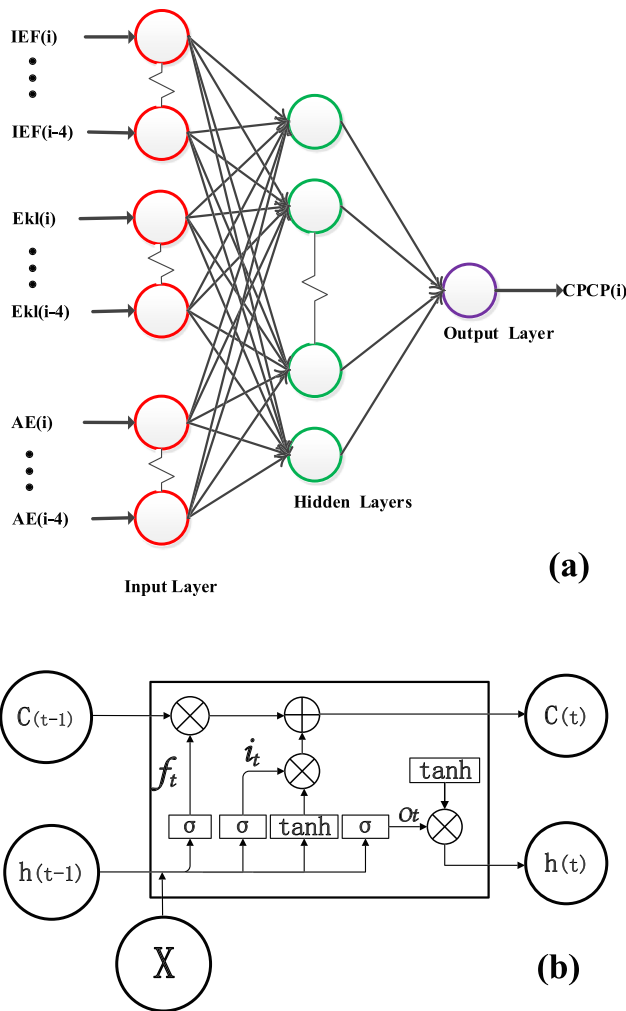 IEF(i)
IEF(i-4)
Ekl(i)
Ekl(i-4)
CPCP(i)
Output Layer
AE(i)
AE(i-4)
Hidden Layers
Input Layer
(a)
C(t-1)
C(t)
i_t
f_t
tanh
σ
σ
tanh
σ
Ot
h(t-1)
h(t)
X
(b)